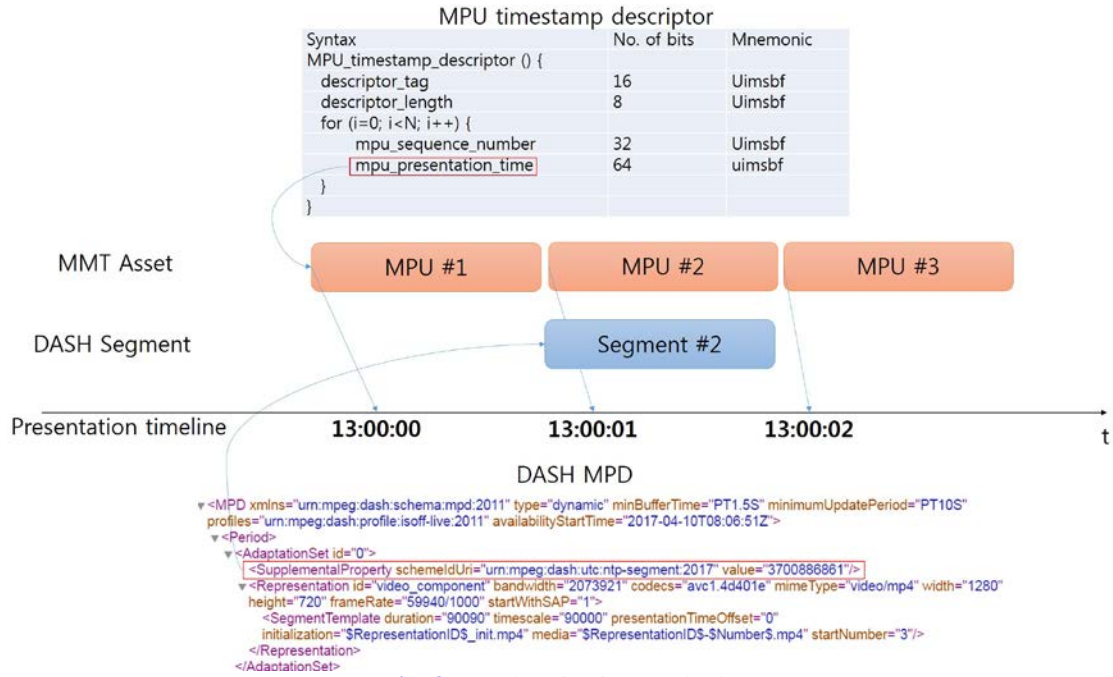 MPU timestamp descriptor
Syntax No. of bits Mnemonic
MPU_timestamp_descriptor () {
descriptor_tag 16 Uimsbf
descriptor_length 8 Uimsbf
for (i=0; i<N; i++) {
mpu_sequence_number 32 Uimsbf
mpu_presentation_time 64 uimsbf
}
}
MMT Asset MPU #1 MPU #2 MPU #3
DASH Segment Segment #2
Presentation timeline 13:00:00 13:00:01 13:00:02 t
DASH MPD
▼<MPD xmlns="urn:mpeg:dash:schema:mpd:2011" type="dynamic" minBufferTime="PT1.5S" minimumUpdatePeriod="PT10S"
profiles="urn:mpeg:dash:profile:isoff-live:2011" availabilityStartTime="2017-04-10T08:06:51Z">
▼<Period>
▼<AdaptationSet id="0">
<SupplementalProperty schemeIdUri="urn:mpeg:dash:utc:ntp-segment:2017" value="3700886861"/>
▼<Representation id="video_component" bandwidth="2073921" codecs="avc1.4d401e" mimeType="video/mp4" width="1280"
height="720" frameRate="59940/1000" startWithSAP="1">
<SegmentTemplate duration="90090" timescale="90000" presentationTimeOffset="0"
initialization="$RepresentationID$_init.mp4" media="$RepresentationID$-$Number$.mp4" startNumber="3"/>
</Representation>
</AdaptationSet>